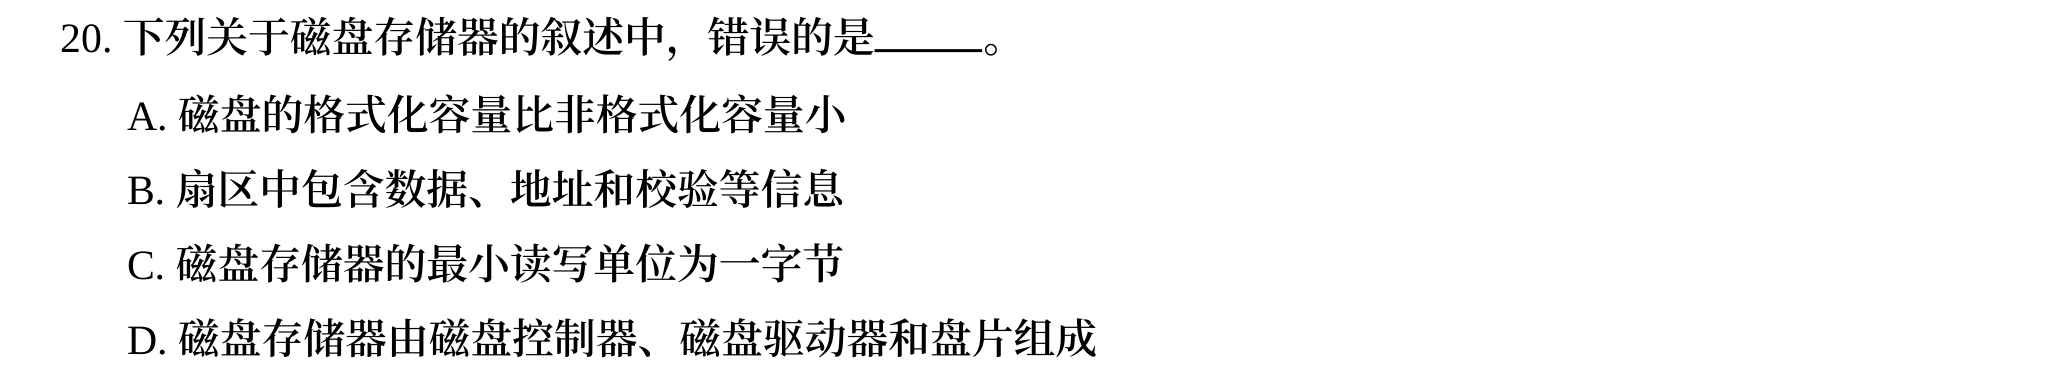 20. 下列关于磁盘存储器的叙述中，错误的是_____。
A. 磁盘的格式化容量比非格式化容量小
B. 扇区中包含数据、地址和校验等信息
C. 磁盘存储器的最小读写单位为一字节
D. 磁盘存储器由磁盘控制器、磁盘驱动器和盘片组成